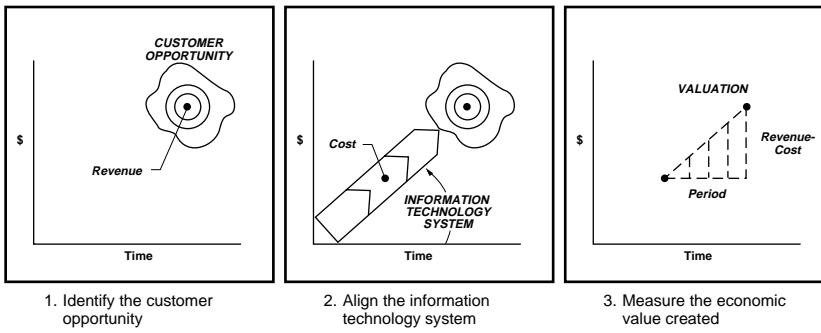 CUSTOMER
OPPORTUNITY
$
Revenue
Time
1. Identify the customer
opportunity
$
Cost
INFORMATION
TECHNOLOGY
SYSTEM
Time
2. Align the information
technology system
VALUATION
$
Revenue-
Cost
Period
Time
3. Measure the economic
value created